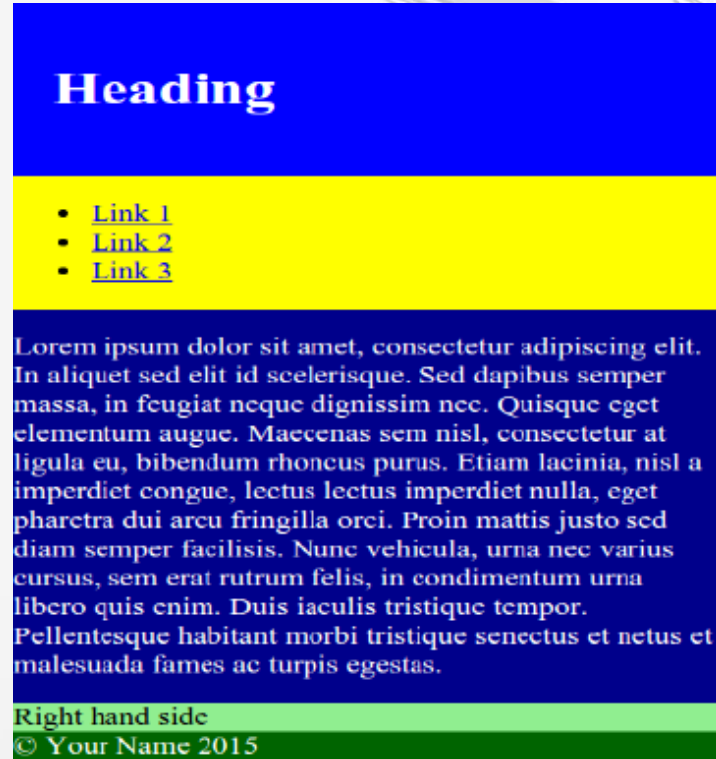 Heading
Link 1
Link 2
Link 3
Lorem ipsum dolor sit amet, consectetur adipiscing elit.
In aliquet sed elit id scelerisque. Sed dapibus semper
massa, in feugiat neque dignissim nec. Quisque eget
elementum augue. Maecenas sem nisl, consectetur at
ligula eu, bibendum rhoncus purus. Etiam lacinia, nisl a
imperdiet congue, lectus lectus imperdiet nulla, eget
pharetra dui arcu fringilla orci. Proin mattis justo sed
diam semper facilisis. Nunc vehicula, urna nec varius
cursus, sem erat rutrum felis, in condimentum urna
libero quis enim. Duis iaculis tristique tempor.
Pellentesque habitant morbi tristique senectus et netus et
malesuada fames ac turpis egestas.
Right hand side
© Your Name 2015